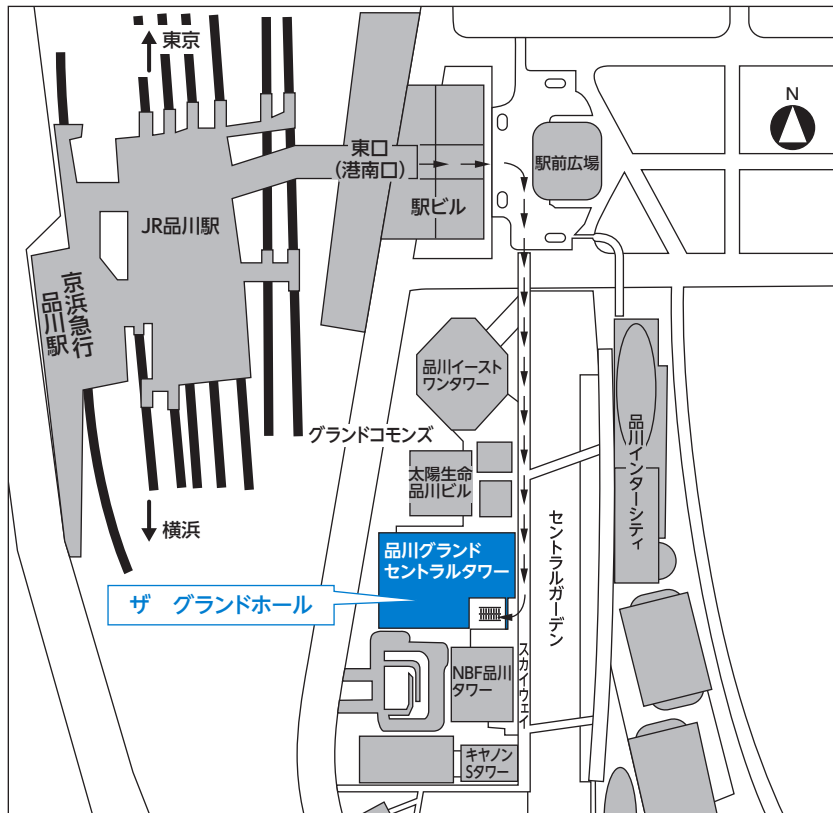 東京
N
東口
(港南口)
駅前広場
駅ビル
JR品川駅
京浜急行
品川駅
品川イースト
ワンタワー
グランドコモンズ
太陽生命
品川ビル
品川インターシティ
横浜
セントラルガーデン
品川グランド
セントラルタワー
ザ グランドホール
スカイウェイ
NBF品川
タワー
キヤノン
Sタワー